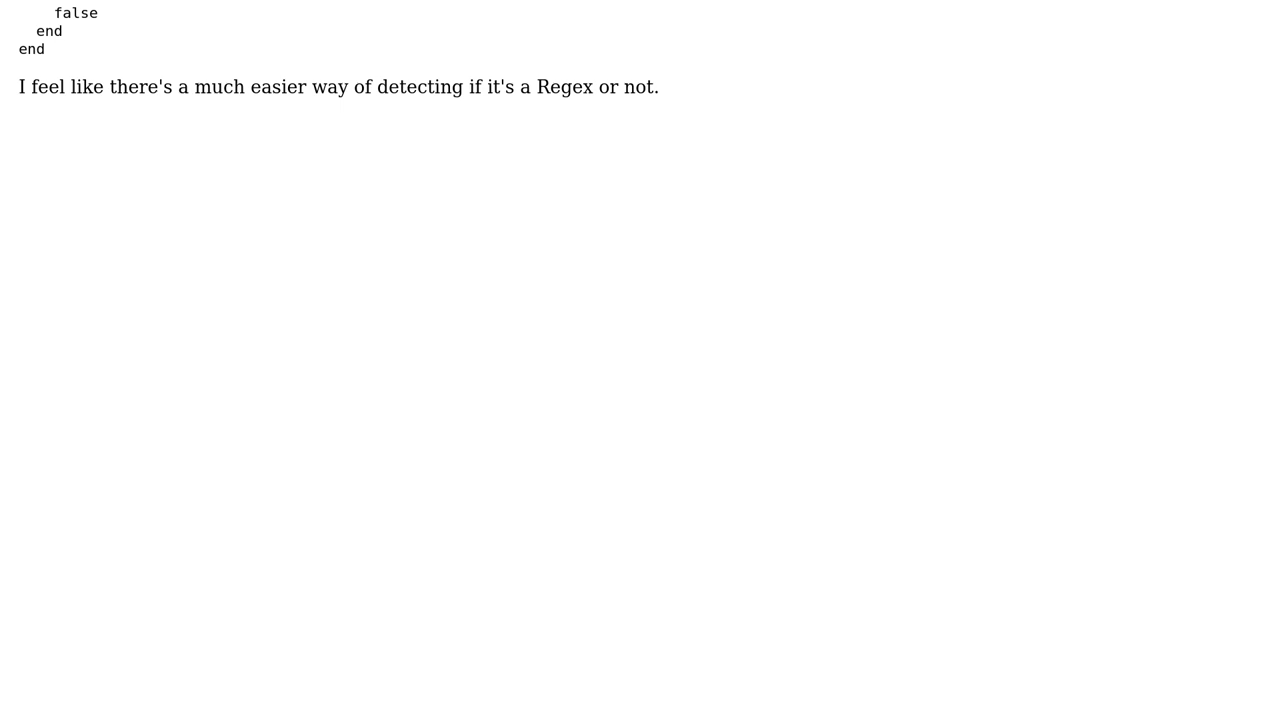 false
  end
end
I feel like there's a much easier way of detecting if it's a Regex or not.